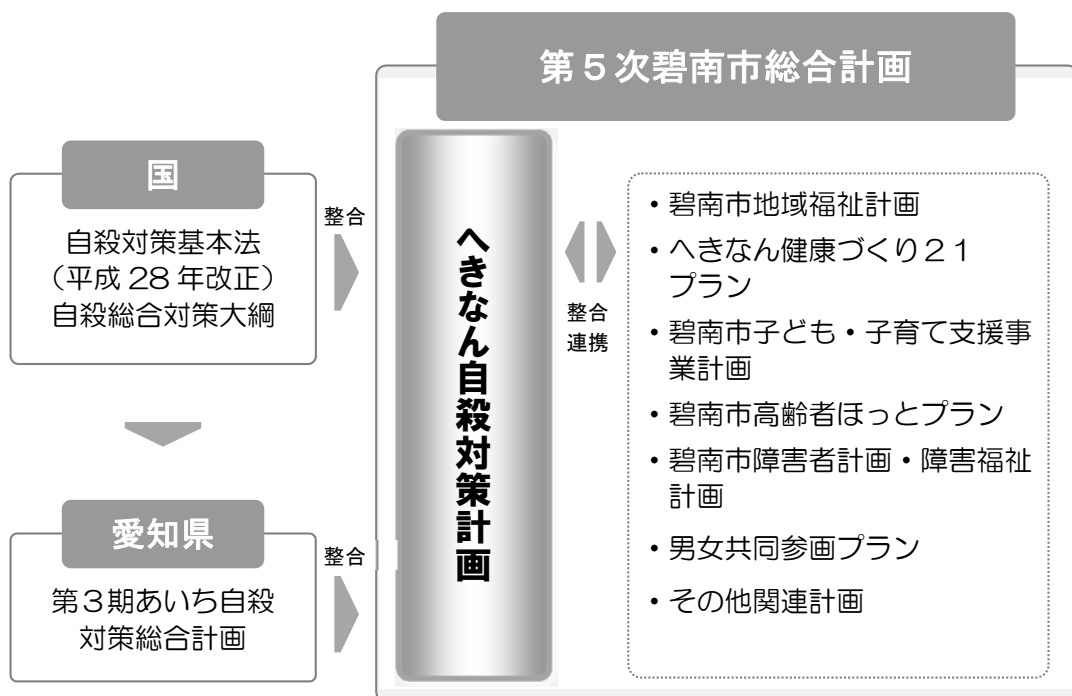 第５次碧南市総合計画
国
自殺対策基本法
（平成 28 年改正）
自殺総合対策大綱
整合
愛知県
第３期あいち自殺
対策総合計画
整合
へきなん自殺対策計画
整合
連携
・碧南市地域福祉計画
・へきなん健康づくり２１
プラン
・碧南市子ども・子育て支援事
業計画
・碧南市高齢者ほっとプラン
・碧南市障害者計画・障害福祉
計画
・男女共同参画プラン
・その他関連計画